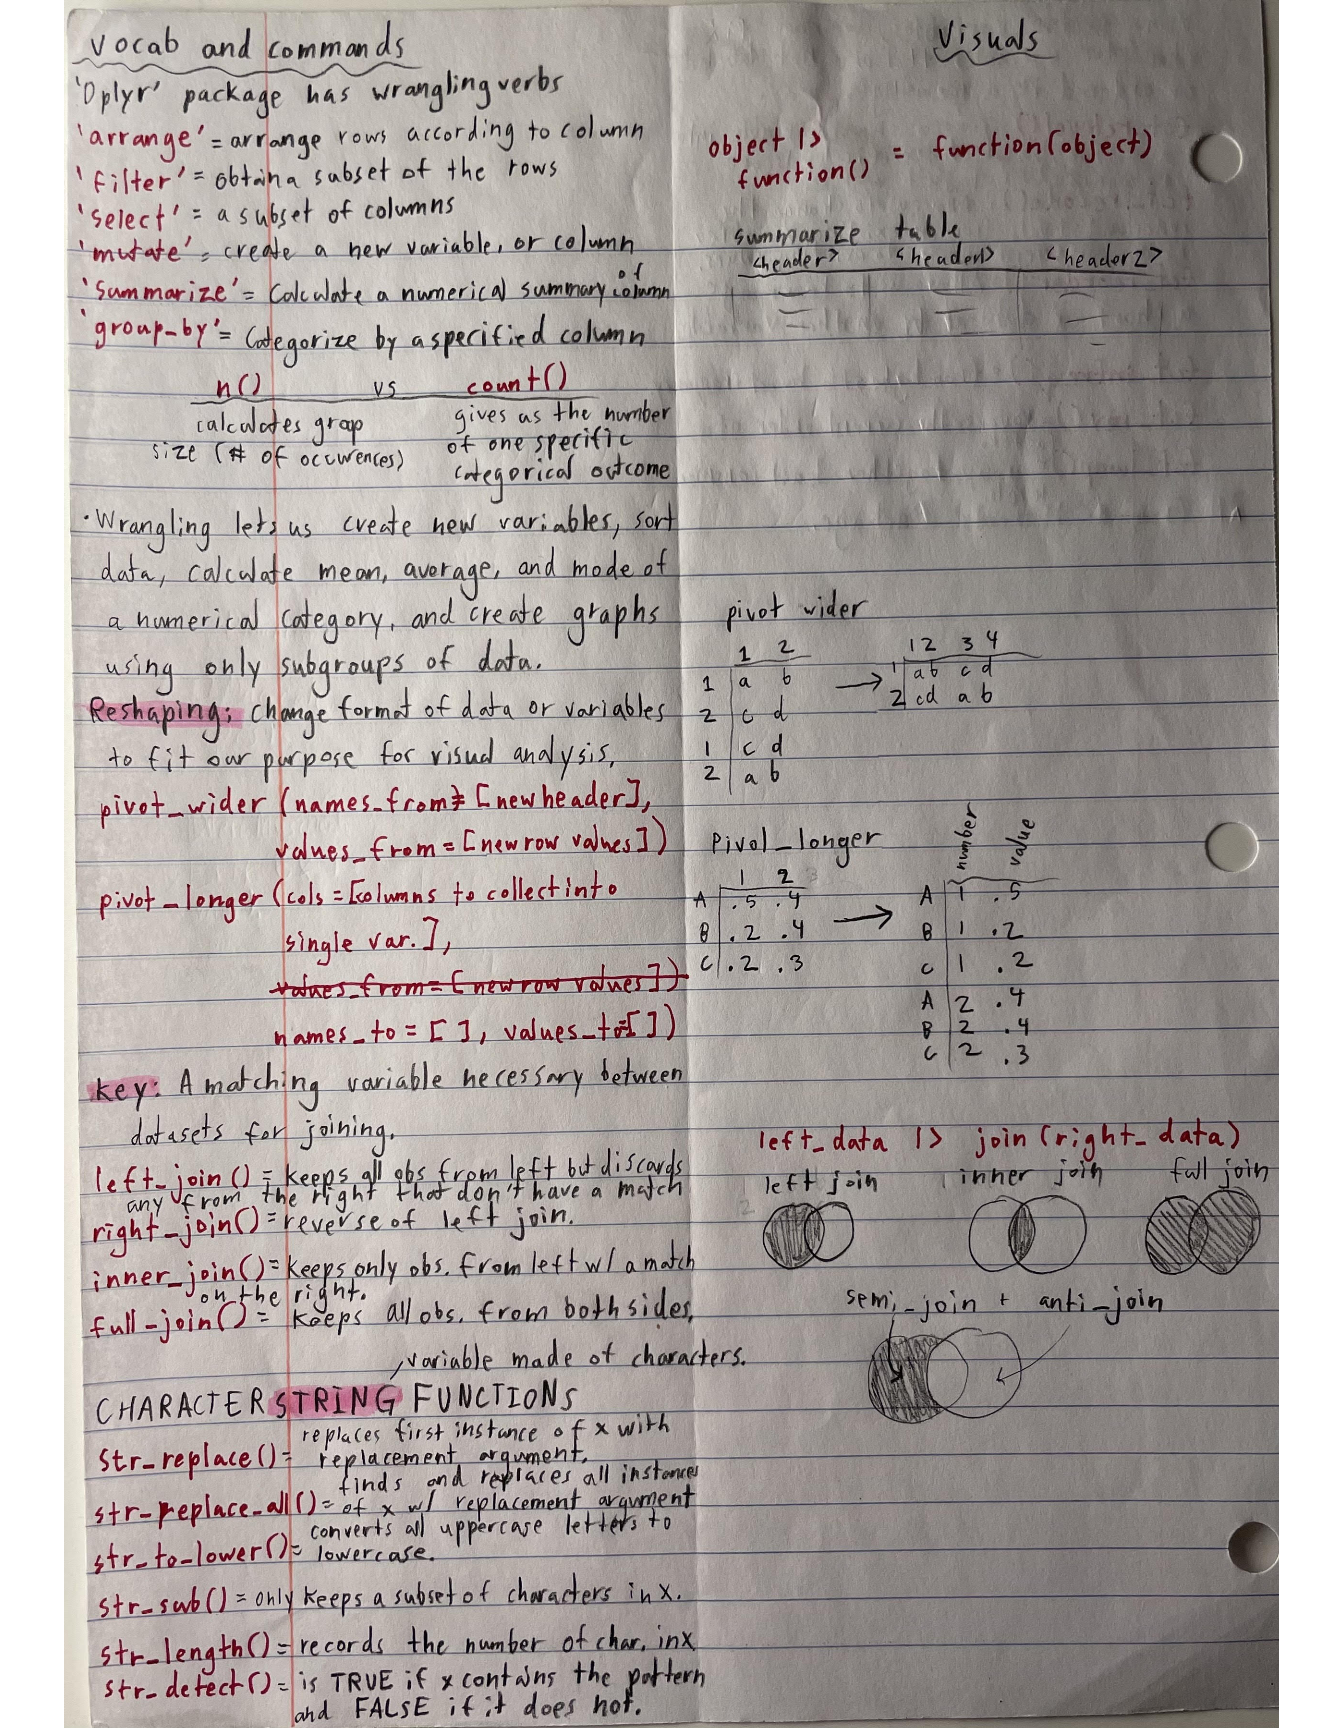 Vocab and commands
'Dplyr' package has wrangling verbs
'arrange' = arrange rows according to column
'filter' = obtain a subset of the rows
'select' = a subset of columns
'mutate' = create a new variable, or column
'summarize' = Calculate a numerical summary of column
'group_by' = Categorize by a specified column
n() vs count()
calculates group
size (# of occurences)
gives us the number
of one specific
categorical outcome
• Wrangling lets us create new variables, sort
data, calculate mean, average, and mode of
a numerical category, and create graphs
using only subgroups of data.
Reshaping: change format of data or variables
to fit our purpose for visual analysis,
pivot_wider (names_from = [new header],
values_from = [new row values])
pivot_longer (cols = [columns to collect into
single var.],
values_from = [new row values])
names_to = [ ], values_to = [ ])
Key: A matching variable necessary between
datasets for joining.
left_join() = keeps all obs from left but discards
any from the right that don't have a match
right_join() = reverse of left join.
inner_join() = keeps only obs. from left w/ a match
on the right.
full_join() = keeps all obs. from both sides,
, variable made of characters.
CHARACTER STRING FUNCTIONS
str_replace() = replaces first instance of x with
replacement argument.
str_replace_all() = finds and replaces all instances
of x w/ replacement argument
str_to_lower() = converts all uppercase letters to
lowercase.
str_sub() = only keeps a subset of characters in x.
str_length() = records the number of char. in x
str_detect() = is TRUE if x contains the pattern
and FALSE if it does not.
Visuals
object |>
function() = function(object)
summarize table
<header> <header1> <header2>
pivot wider
1 2
1 a b
2 c d
1 c d
2 a b
1 2 3 4
1 a b c d
2 c d a b
Pivot_longer
1 2
A .5 .4
B .2 .4
C .2 .3
number value
A 1 .5
B 1 .2
C 1 .2
A 2 .4
B 2 .4
C 2 .3
left_data |> join (right_data)
left join inner join full join
semi_join + anti_join